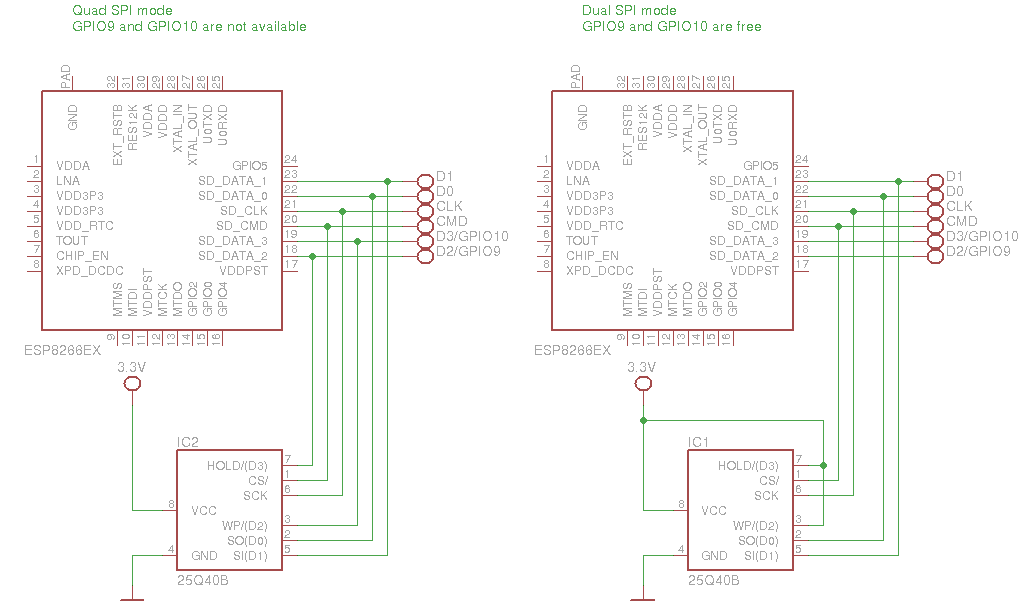 Quad SPI mode
GPIO9 and GPIO10 are not available
PAD
32
31
30
29
28
27
26
25
GND
EXT_RSTB
RES12K
VDDA
VDDD
XTAL_IN
XTAL_OUT
U0TXD
U0RXD
1 VDDA GPIO5 24
2 LNA SD_DATA_1 23 D1
3 VDD3P3 SD_DATA_0 22 D0
4 VDD3P3 SD_CLK 21 CLK
5 VDD_RTC SD_CMD 20 CMD
6 TOUT SD_DATA_3 19 D3/GPIO10
7 CHIP_EN SD_DATA_2 18 D2/GPIO9
8 XPD_DCDC VDDPST 17
MTMS
MTDI
VDDPST
MTCK
MTDO
GPIO2
GPIO0
GPIO4
9
10
11
12
13
14
15
16
ESP8266EX
3.3V
IC2
HOLD/(D3) 7
CS/ 1
SCK 6
8 VCC
WP/(D2) 3
SO(D0) 2
4 GND SI(D1) 5
25Q40B
Dual SPI mode
GPIO9 and GPIO10 are free
PAD
32
31
30
29
28
27
26
25
GND
EXT_RSTB
RES12K
VDDA
VDDD
XTAL_IN
XTAL_OUT
U0TXD
U0RXD
1 VDDA GPIO5 24
2 LNA SD_DATA_1 23 D1
3 VDD3P3 SD_DATA_0 22 D0
4 VDD3P3 SD_CLK 21 CLK
5 VDD_RTC SD_CMD 20 CMD
6 TOUT SD_DATA_3 19 D3/GPIO10
7 CHIP_EN SD_DATA_2 18 D2/GPIO9
8 XPD_DCDC VDDPST 17
MTMS
MTDI
VDDPST
MTCK
MTDO
GPIO2
GPIO0
GPIO4
9
10
11
12
13
14
15
16
ESP8266EX
3.3V
IC1
HOLD/(D3) 7
CS/ 1
SCK 6
8 VCC
WP/(D2) 3
SO(D0) 2
4 GND SI(D1) 5
25Q40B